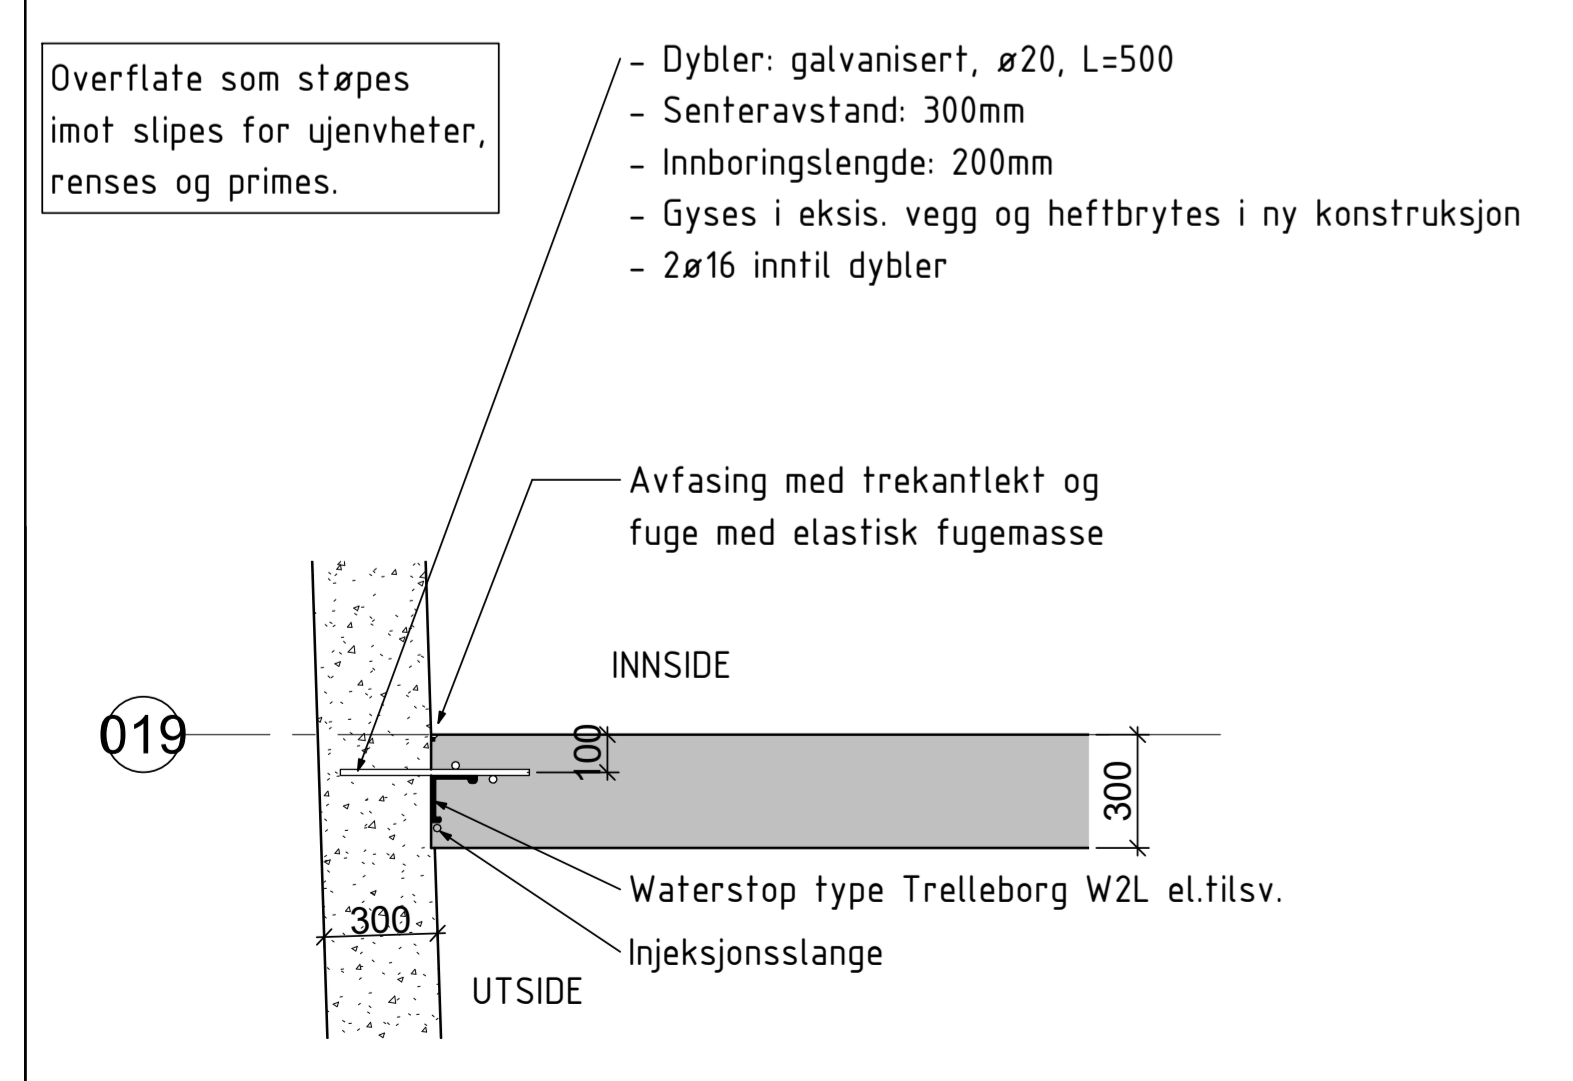 Overflate som støpes
imot slipes for ujenvheter,
renses og primes.
- Dybler: galvanisert, ø20, L=500
- Senteravstand: 300mm
- Innboringslengde: 200mm
- Gyses i eksis. vegg og heftbrytes i ny konstruksjon
- 2ø16 inntil dybler
Avfasing med trekantlekt og
fuge med elastisk fugemasse
INNSIDE
019
100
300
Waterstop type Trelleborg W2L el.tilsv.
300
Injeksjonsslange
UTSIDE